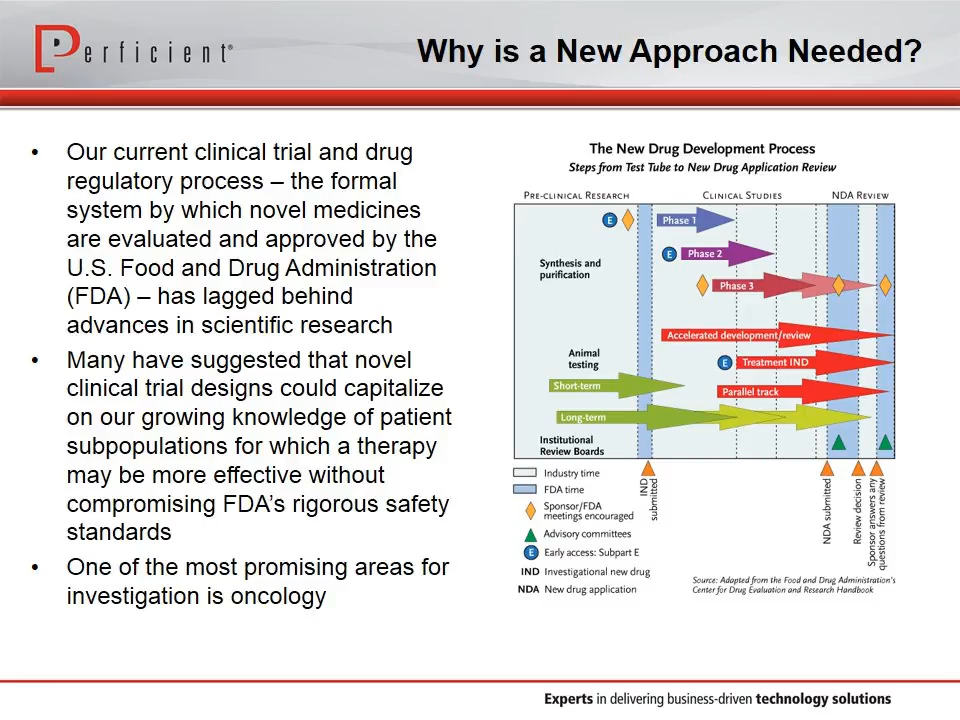 Perficient®
Why is a New Approach Needed?
• Our current clinical trial and drug
regulatory process – the formal
system by which novel medicines
are evaluated and approved by the
U.S. Food and Drug Administration
(FDA) – has lagged behind
advances in scientific research
• Many have suggested that novel
clinical trial designs could capitalize
on our growing knowledge of patient
subpopulations for which a therapy
may be more effective without
compromising FDA's rigorous safety
standards
• One of the most promising areas for
investigation is oncology
The New Drug Development Process
Steps from Test Tube to New Drug Application Review
Pre-clinical Research
Clinical Studies
NDA Review
E
Phase 1
E
Phase 2
Synthesis and
purification
Phase 3
Accelerated development/review
Animal
testing
E
Treatment IND
Short-term
Parallel track
Long-term
Institutional
Review Boards
Industry time
FDA time
Sponsor/FDA
meetings encouraged
Advisory committees
E
Early access: Subpart E
IND Investigational new drug
NDA New drug application
IND
submitted
NDA submitted
Review decision
Sponsor answers any
questions from review
Source: Adapted from the Food and Drug Administration's
Center for Drug Evaluation and Research Handbook
Experts in delivering business-driven technology solutions